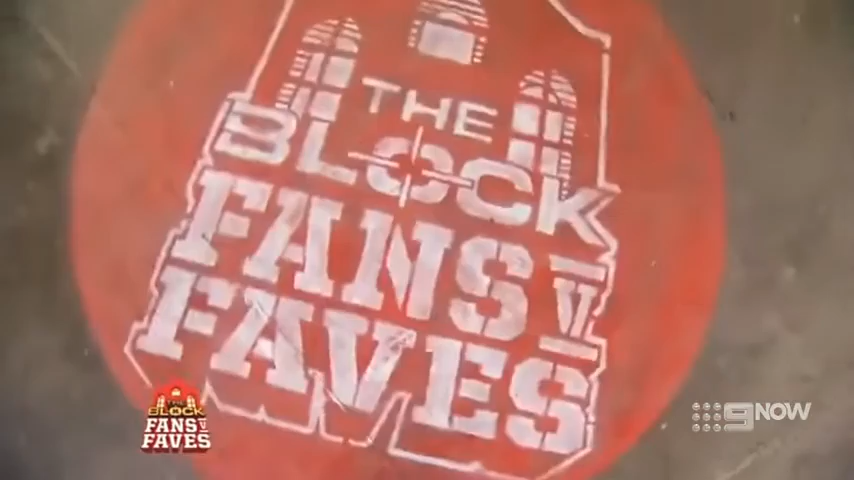 THE
BLOCK
FANS V
FAVES
THE
BLOCK
FANS V
FAVES
9NOW